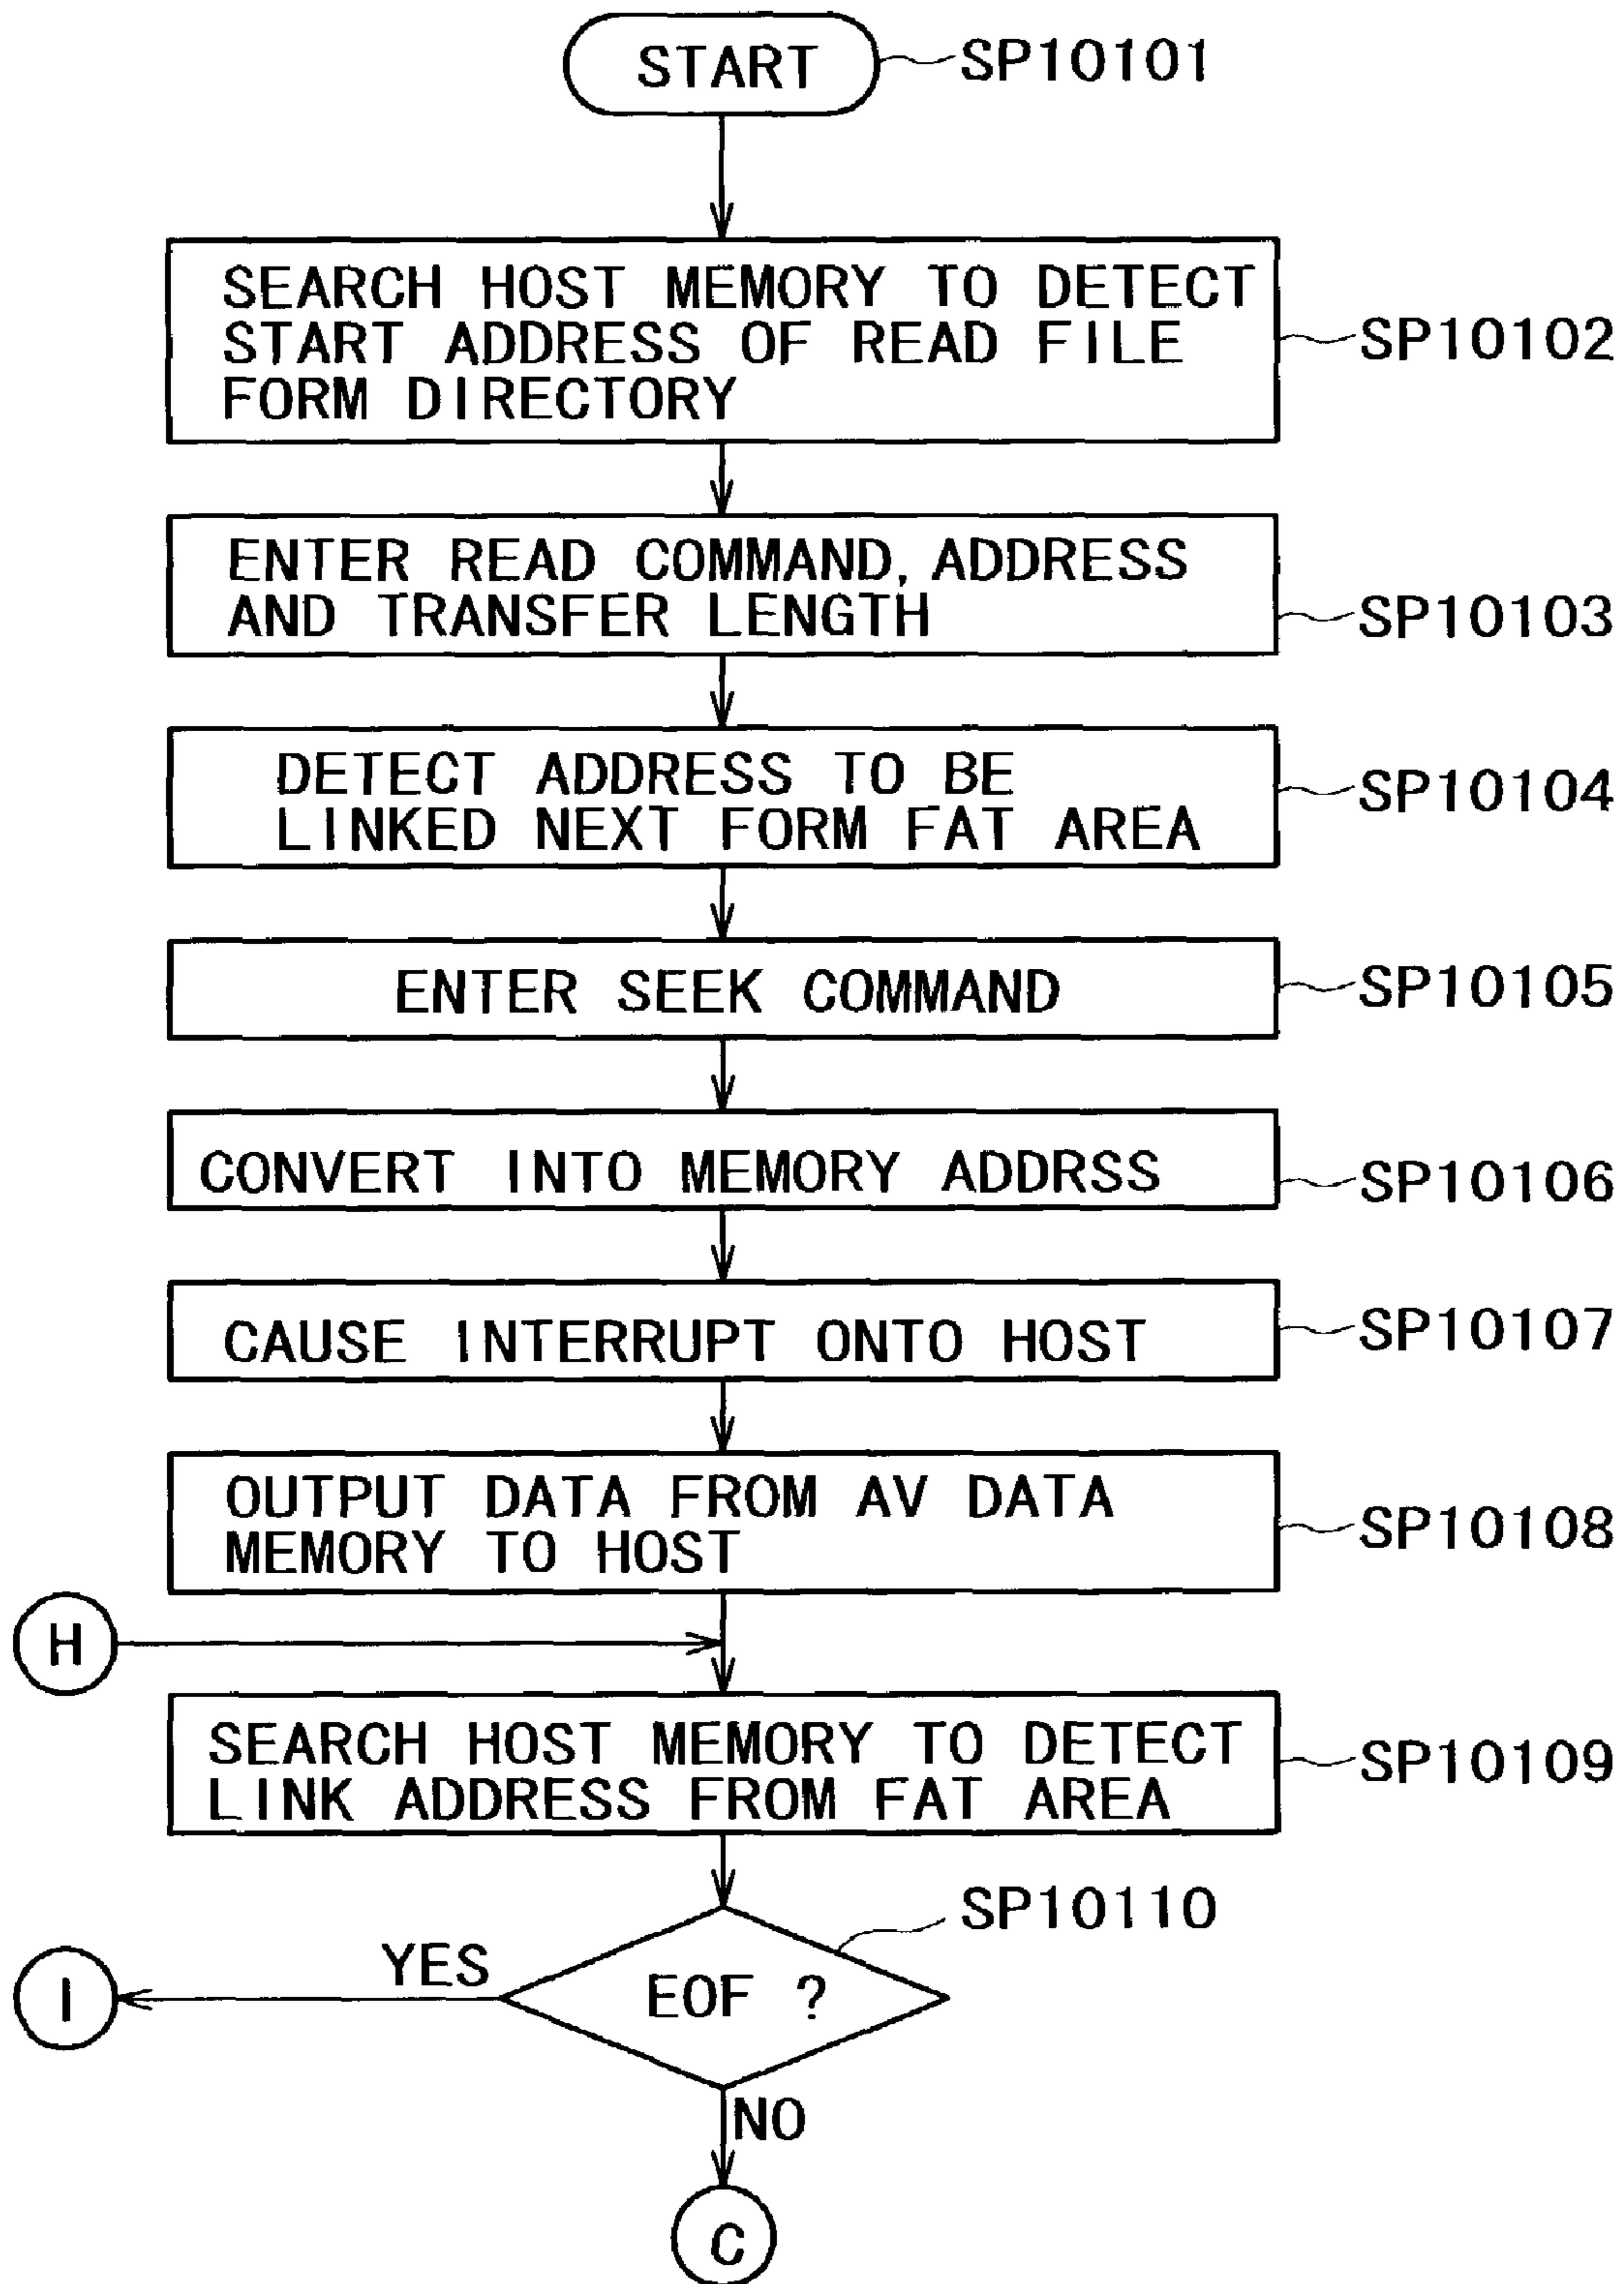 START
SP10101
SEARCH HOST MEMORY TO DETECT
START ADDRESS OF READ FILE
FORM DIRECTORY
SP10102
ENTER READ COMMAND, ADDRESS
AND TRANSFER LENGTH
SP10103
DETECT ADDRESS TO BE
LINKED NEXT FORM FAT AREA
SP10104
ENTER SEEK COMMAND
SP10105
CONVERT INTO MEMORY ADDRSS
SP10106
CAUSE INTERRUPT ONTO HOST
SP10107
OUTPUT DATA FROM AV DATA
MEMORY TO HOST
SP10108
H
SEARCH HOST MEMORY TO DETECT
LINK ADDRESS FROM FAT AREA
SP10109
SP10110
YES
I
EOF ?
NO
C